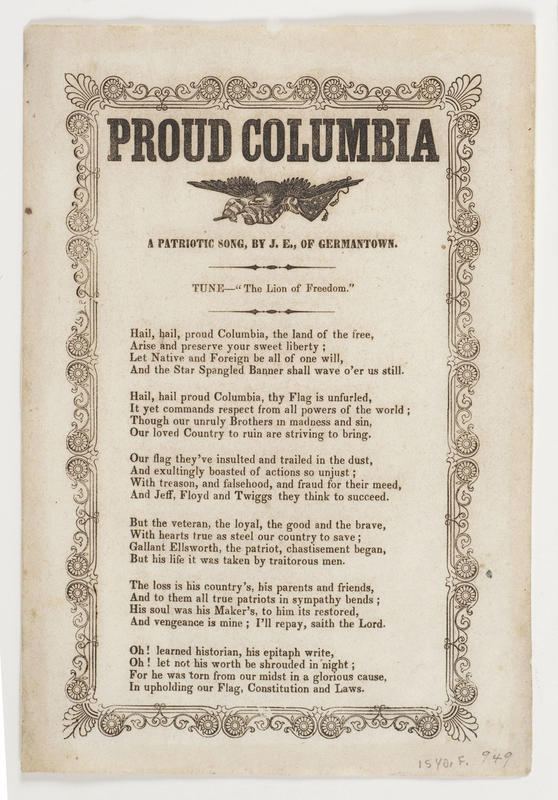 PROUD COLUMBIA
A PATRIOTIC SONG, BY J. E., OF GERMANTOWN.
TUNE—"The Lion of Freedom."
Hail, hail, proud Columbia, the land of the free,
Arise and preserve your sweet liberty ;
Let Native and Foreign be all of one will,
And the Star Spangled Banner shall wave o'er us still.
Hail, hail proud Columbia, thy Flag is unfurled,
It yet commands respect from all powers of the world ;
Though our unruly Brothers in madness and sin,
Our loved Country to ruin are striving to bring.
Our flag they've insulted and trailed in the dust,
And exultingly boasted of actions so unjust ;
With treason, and falsehood, and fraud for their meed,
And Jeff, Floyd and Twiggs they think to succeed.
But the veteran, the loyal, the good and the brave,
With hearts true as steel our country to save ;
Gallant Ellsworth, the patriot, chastisement began,
But his life it was taken by traitorous men.
The loss is his country's, his parents and friends,
And to them all true patriots in sympathy bends ;
His soul was his Maker's, to him its restored,
And vengeance is mine ; I'll repay, saith the Lord.
Oh! learned historian, his epitaph write,
Oh! let not his worth be shrouded in night ;
For he was torn from our midst in a glorious cause,
In upholding our Flag, Constitution and Laws.
949